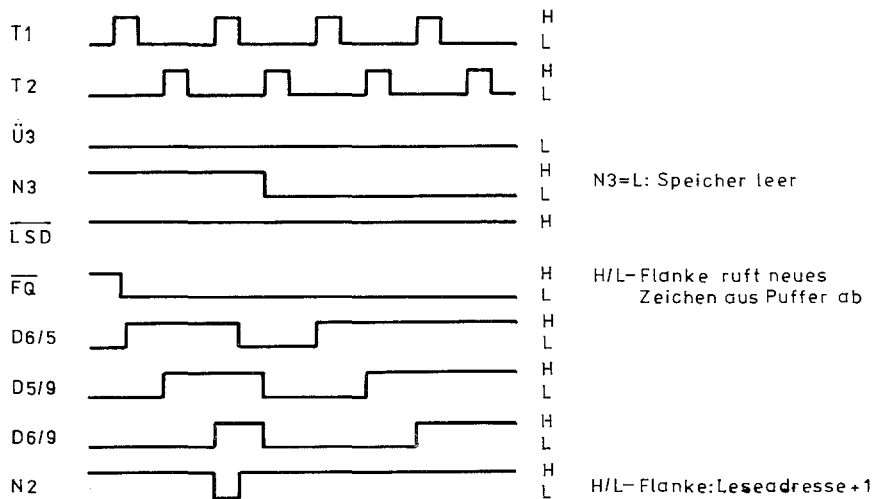 T1 H
L
T2 H
L
Ü3 L
N3 H
L N3=L: Speicher leer
LSD H
FQ H H/L-Flanke ruft neues
L Zeichen aus Puffer ab
D6/5 H
L
D5/9 H
L
D6/9 H
L
N2 H
L H/L-Flanke:Leseadresse+1